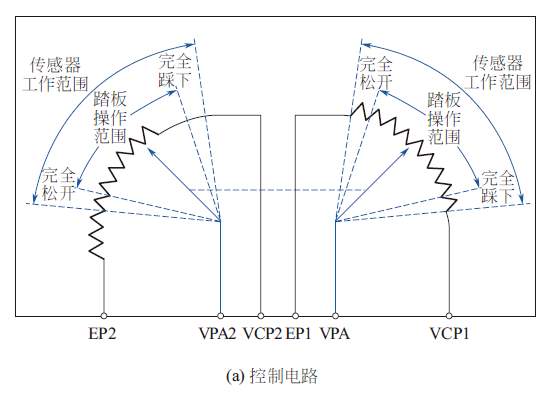 传感器
工作范围
完全
踩下
踏板
操作
范围
完全
松开
完全
松开
踏板
操作
范围
传感器
工作范围
完全
踩下
EP2 VPA2 VCP2 EP1 VPA VCP1
(a) 控制电路